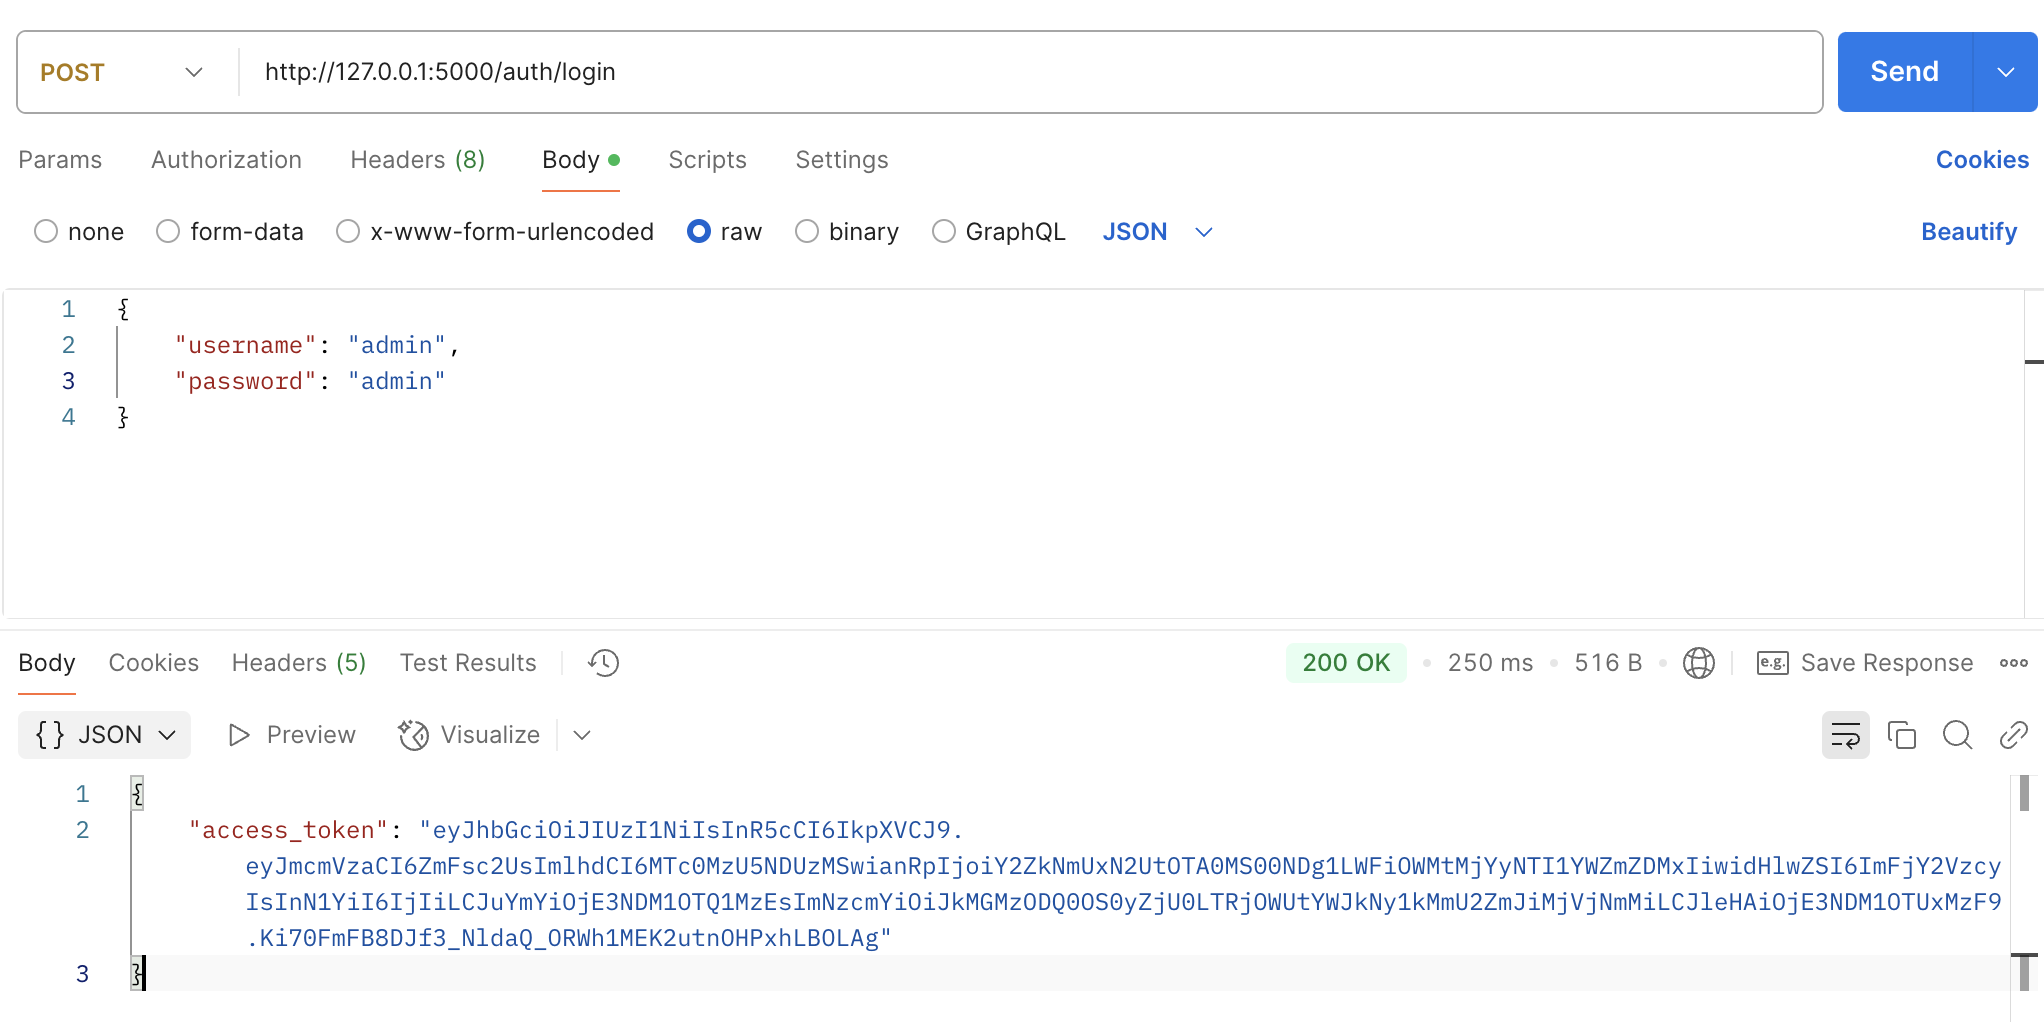 POST http://127.0.0.1:5000/auth/login Send
Params Authorization Headers (8) Body Scripts Settings Cookies
none form-data x-www-form-urlencoded raw binary GraphQL JSON Beautify
1 {
2 "username": "admin",
3 "password": "admin"
4 }
Body Cookies Headers (5) Test Results 200 OK 250 ms 516 B e.g. Save Response
{} JSON Preview Visualize
1 {
2 "access_token": "eyJhbGciOiJIUzI1NiIsInR5cCI6IkpXVCJ9.
eyJmcmVzaCI6ZmFsc2UsImlhdCI6MTc0MzU5NDUzMSwianRpIjoiY2ZkNmUxN2UtOTA0MS00NDg1LWFiOWMtMjYyNTI1YWZmZDMxIiwidHlwZSI6ImFjY2Vzcy
IsInN1YiI6IjIiLCJuYmYiOjE3NDM1OTQ1MzEsImNzcmYiOiJkMGMzODQ0OS0yZjU0LTRjOWUtYWJkNy1kMmU2ZmJiMjVjNmMiLCJleHAiOjE3NDM1OTUxMzF9
.Ki70FmFB8DJf3_NldaQ_ORWh1MEK2utnOHPxhLBOLAg"
3 }